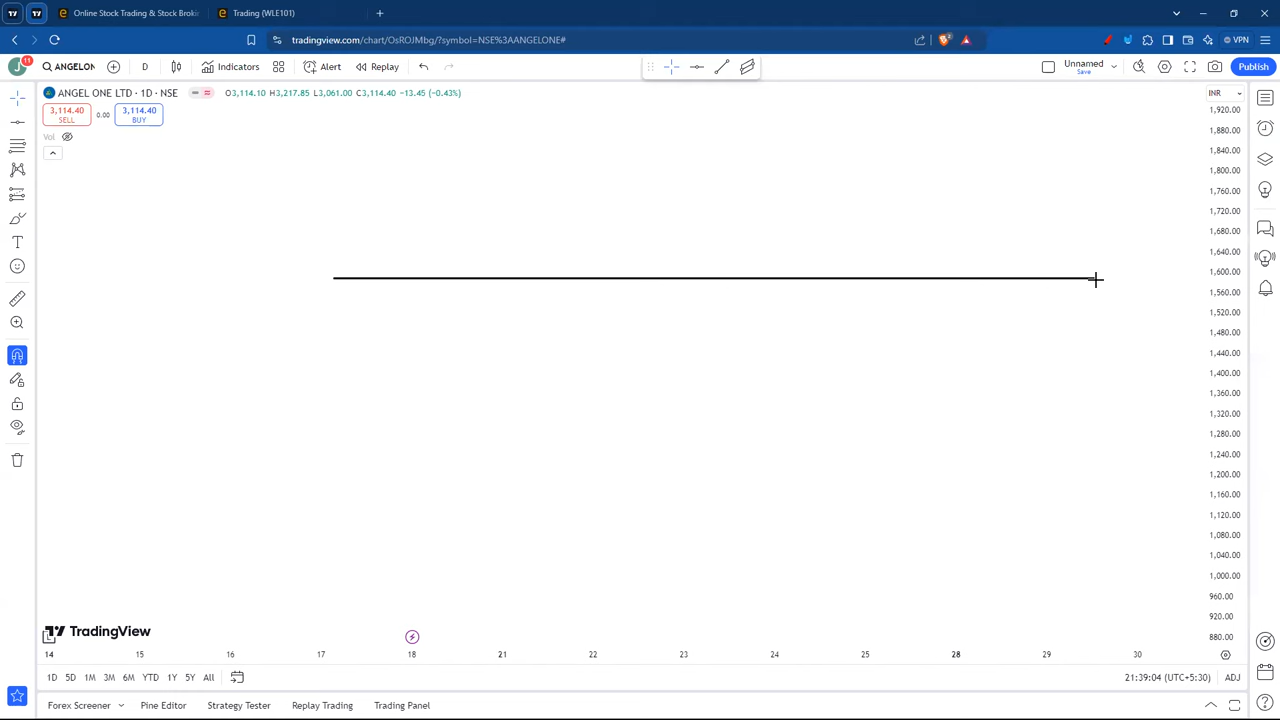 Online Stock Trading & Stock Brokin
Trading (WLE101)
tradingview.com/chart/OsROJMbg/?symbol=NSE%3AANGELONE#
VPN
J 11
ANGELON
D
Indicators
Alert
Replay
Unnamed
Save
Publish
ANGEL ONE LTD · 1D · NSE
O3,114.10 H3,217.85 L3,061.00 C3,114.40 −13.45 (−0.43%)
INR
3,114.40
SELL
0.00
3,114.40
BUY
Vol
1,920.00
1,880.00
1,840.00
1,800.00
1,760.00
1,720.00
1,680.00
1,640.00
1,600.00
1,560.00
1,520.00
1,480.00
1,440.00
1,400.00
1,360.00
1,320.00
1,280.00
1,240.00
1,200.00
1,160.00
1,120.00
1,080.00
1,040.00
1,000.00
960.00
920.00
880.00
TradingView
14 15 16 17 18 21 22 23 24 25 28 29 30
1D 5D 1M 3M 6M YTD 1Y 5Y All
21:39:04 (UTC+5:30) ADJ
Forex Screener Pine Editor Strategy Tester Replay Trading Trading Panel